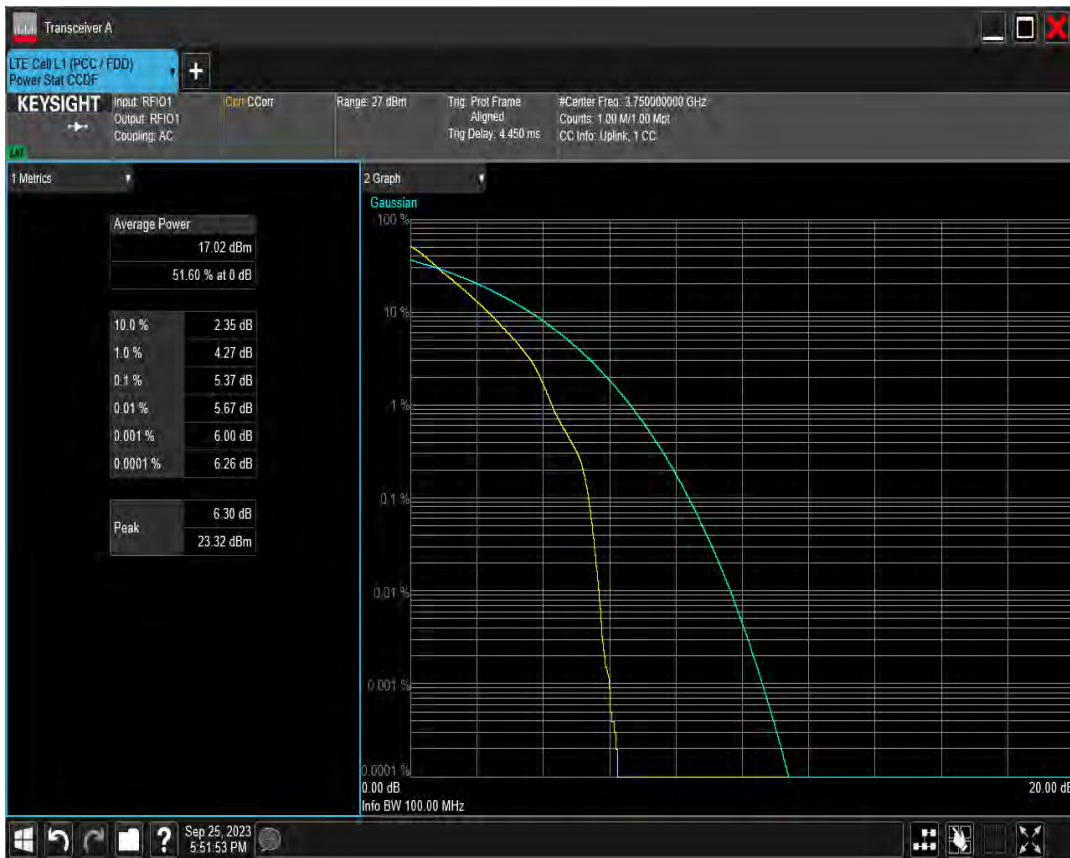 Transceiver A
LTE Cell L1 (PCC / FDD)
Power Stat CCDF
+
KEYSIGHT
Input: RFIO1
Output: RFIO1
Coupling: AC
Corr CCorr
Range: 27 dBm
Trig: Prot Frame
Aligned
Trig Delay: 4.450 ms
#Center Freq: 3.750000000 GHz
Counts: 1.00 M/1.00 Mpt
CC Info: Uplink, 1 CC
1 Metrics
Average Power
17.02 dBm
51.60 % at 0 dB
10.0 % 2.35 dB
1.0 % 4.27 dB
0.1 % 5.37 dB
0.01 % 5.67 dB
0.001 % 6.00 dB
0.0001 % 6.26 dB
Peak
6.30 dB
23.32 dBm
2 Graph
Gaussian
100 %
10 %
1 %
0.1 %
0.01 %
0.001 %
0.0001 %
0.00 dB
20.00 dB
Info BW 100.00 MHz
?
Sep 25, 2023
5:51:53 PM